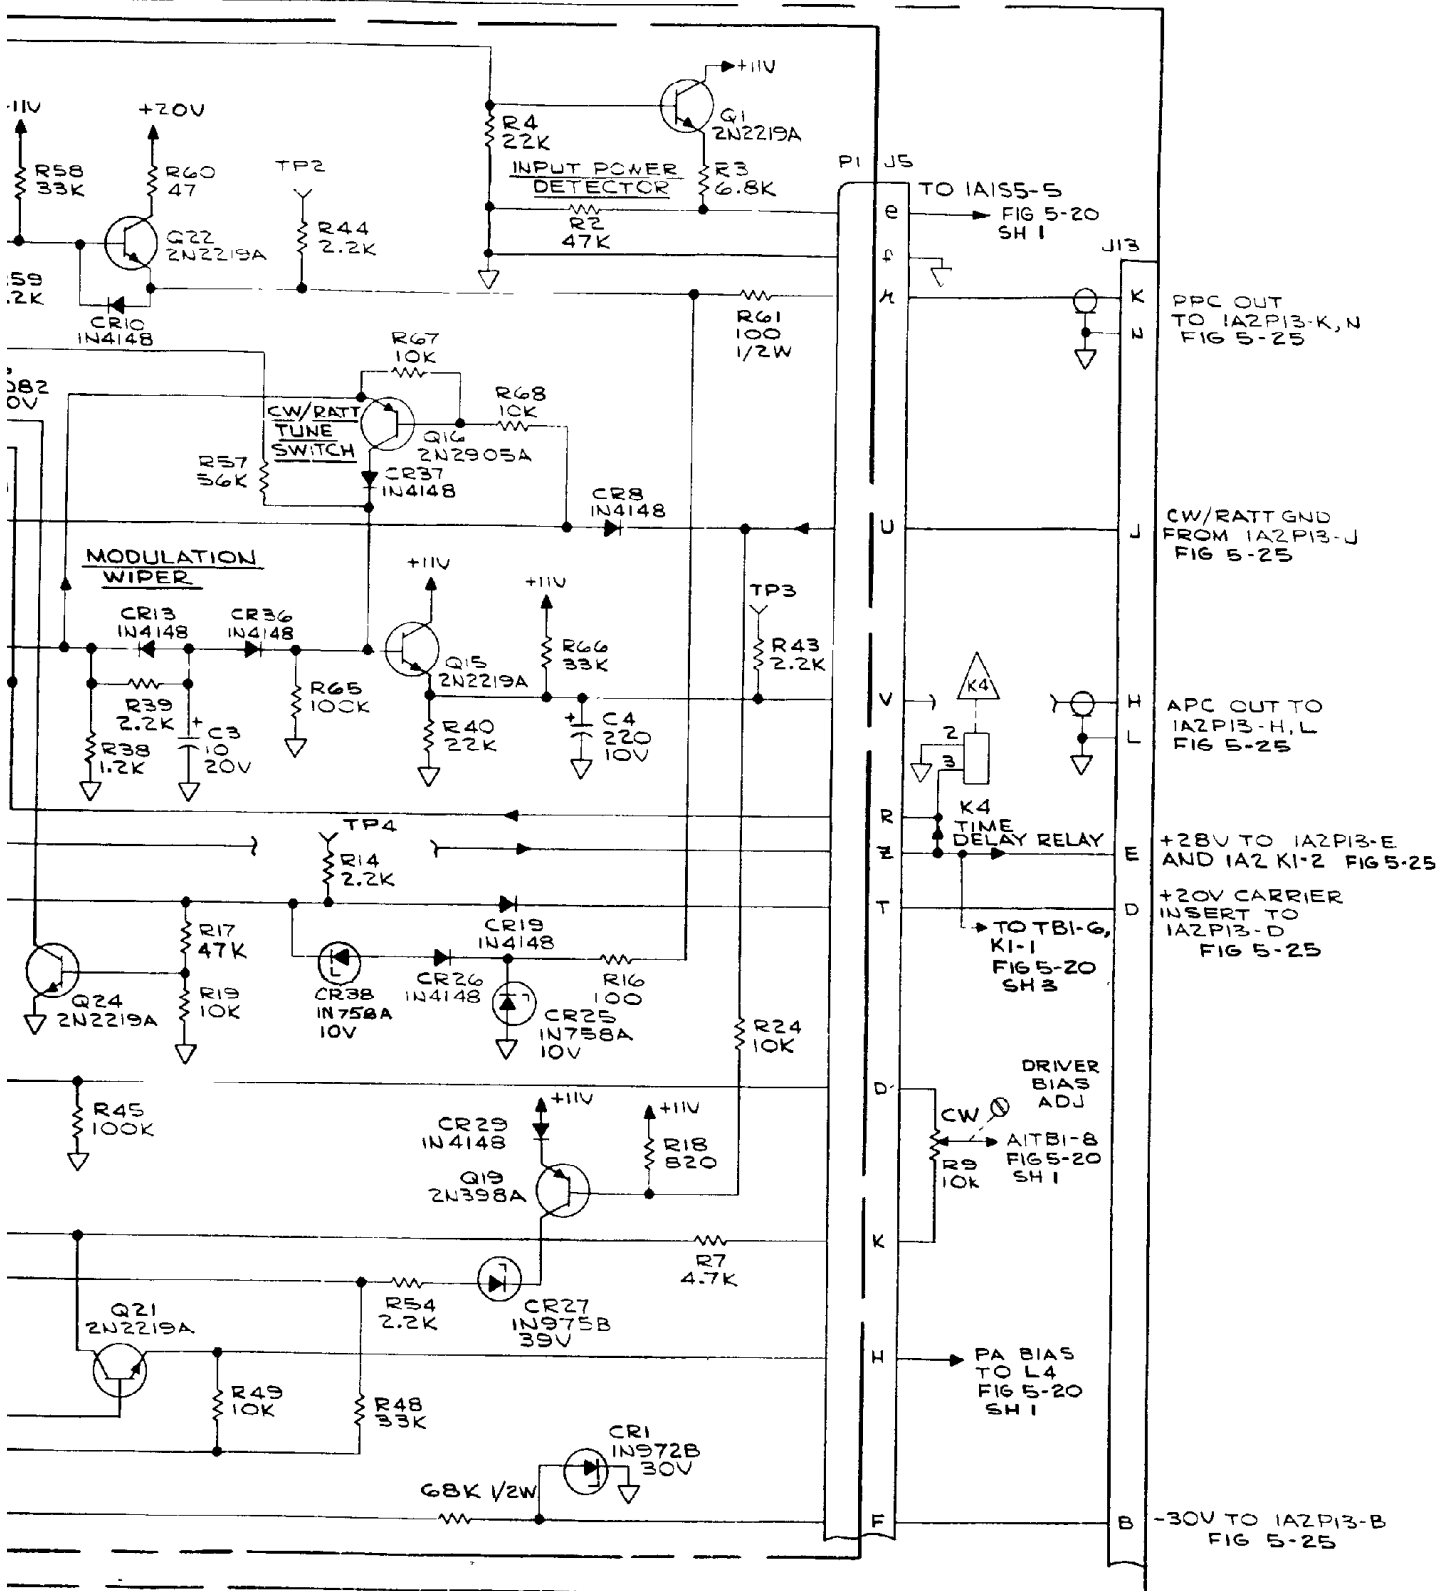 +11V
-11V
+20V
Q1
2N2219A
R4
22K
R58
33K
R60
47
TP2
INPUT POWER
DETECTOR
R3
6.8K
P1 J5
TO 1A1S5-5
FIG 5-20
SH 1
e
R2
47K
Q22
2N2219A
R44
2.2K
J13
f
.2K
CR10
1N4148
R61
100
1/2W
r
K
N
PPC OUT
TO 1A2P13-K, N
FIG 5-25
R67
10K
0V
CW/RATT
TUNE
SWITCH
R68
10K
Q16
2N2905A
R57
56K
CR37
1N4148
CR8
1N4148
U
J
CW/RATT GND
FROM 1A2P13-J
FIG 5-25
MODULATION
WIPER
+11V
+11V
TP3
CR13
1N4148
CR36
1N4148
Q15
2N2219A
R66
33K
R43
2.2K
K4
R39
2.2K
R65
100K
V
H
L
APC OUT TO
1A2P13-H, L
FIG 5-25
R38
1.2K
+
C3
10
20V
R40
22K
+
C4
220
10V
2
3
R
K4
TIME
DELAY RELAY
TP4
R14
2.2K
E
+28V TO 1A2P13-E
AND 1A2 K1-2 FIG 5-25
T
D
+20V CARRIER
INSERT TO
1A2P13-D
FIG 5-25
R17
47K
CR19
1N4148
TO TB1-6,
K1-1
FIG 5-20
SH 3
Q24
2N2219A
R19
10K
CR38
1N758A
10V
CR26
1N4148
R16
100
CR25
1N758A
10V
R24
10K
DRIVER
BIAS
ADJ
D
CW
R45
100K
CR29
1N4148
+11V
+11V
R18
820
A1TB1-8
FIG 5-20
SH 1
R9
10K
Q19
2N398A
K
R7
4.7K
R54
2.2K
CR27
1N975B
39V
Q21
2N2219A
H
PA BIAS
TO L4
FIG 5-20
SH 1
R49
10K
R48
33K
CR1
1N972B
30V
68K 1/2W
F
B
-30V TO 1A2P13-B
FIG 5-25